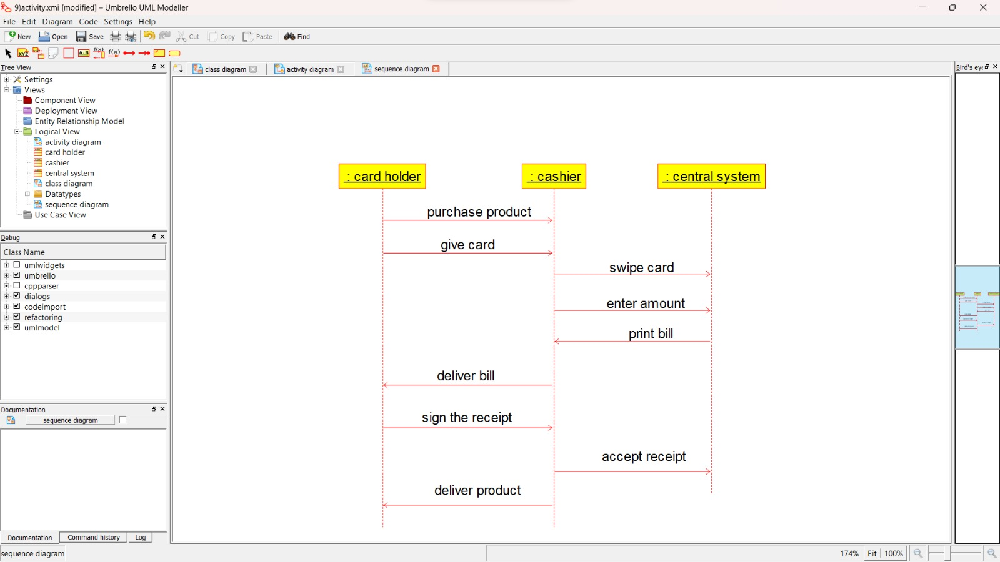 9)activity.xmi [modified] – Umbrello UML Modeller
File Edit Diagram Code Settings Help
New Open Save Cut Copy Paste Find
XYZ A:B f(x) f(x)
Tree View
Settings
Views
Component View
Deployment View
Entity Relationship Model
Logical View
activity diagram
card holder
cashier
central system
class diagram
Datatypes
sequence diagram
Use Case View
Debug
Class Name
umlwidgets
umbrello
cppparser
dialogs
codeimport
refactoring
umlmodel
Documentation
sequence diagram
Documentation Command history Log
sequence diagram
class diagram activity diagram sequence diagram
: card holder : cashier : central system
purchase product
give card
swipe card
enter amount
print bill
deliver bill
sign the receipt
accept receipt
deliver product
Bird's eye
174% Fit 100%